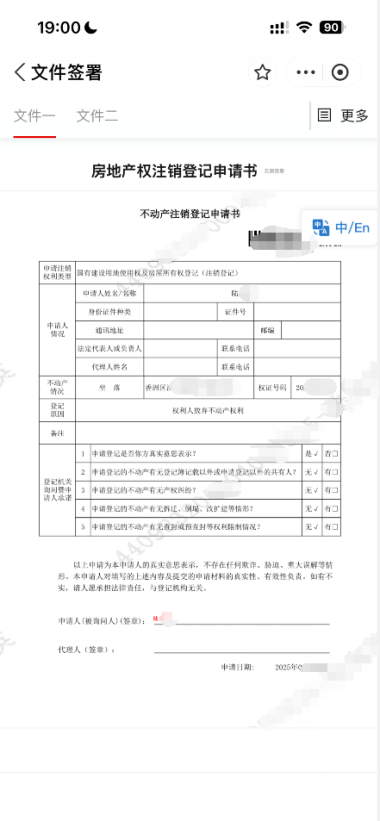 19:00
90
文件签署
文件一 文件二 更多
房地产权注销登记申请书
不动产注销登记申请书
中/En
申请注销权利类型 国有建设用地使用权及房屋所有权登记（注销登记）
申请人情况
申请人姓名/名称 陆
身份证件种类 证件号
通讯地址 邮编
法定代表人或负责人 联系电话
代理人姓名 联系电话
不动产情况 坐 落 香洲区 权证号码 20
登记原因 权利人放弃不动产权利
备注
登记机关询问暨申请人承诺
1 申请登记是否你方真实意思表示？ 是√ 否□
2 申请登记的不动产有无登记簿记载以外或申请登记以外的共有人？ 无√ 有□
3 申请登记的不动产有无产权纠纷？ 无√ 有□
4 申请登记的不动产有无拆迁、倒塌、改扩建等情形？ 无√ 有□
5 申请登记的不动产有无查封或预查封等权利限制情况？ 无√ 有□
以上申请为本申请人的真实意思表示，不存在任何欺诈、胁迫、重大误解等情
形。本申请人对填写的上述内容及提交的申请材料的真实性、有效性负责，如有不
实，请人愿承担法律责任，与登记机构无关。
申请人(被询问人)(签章)：
代理人（签章）：
申请日期： 2025年0